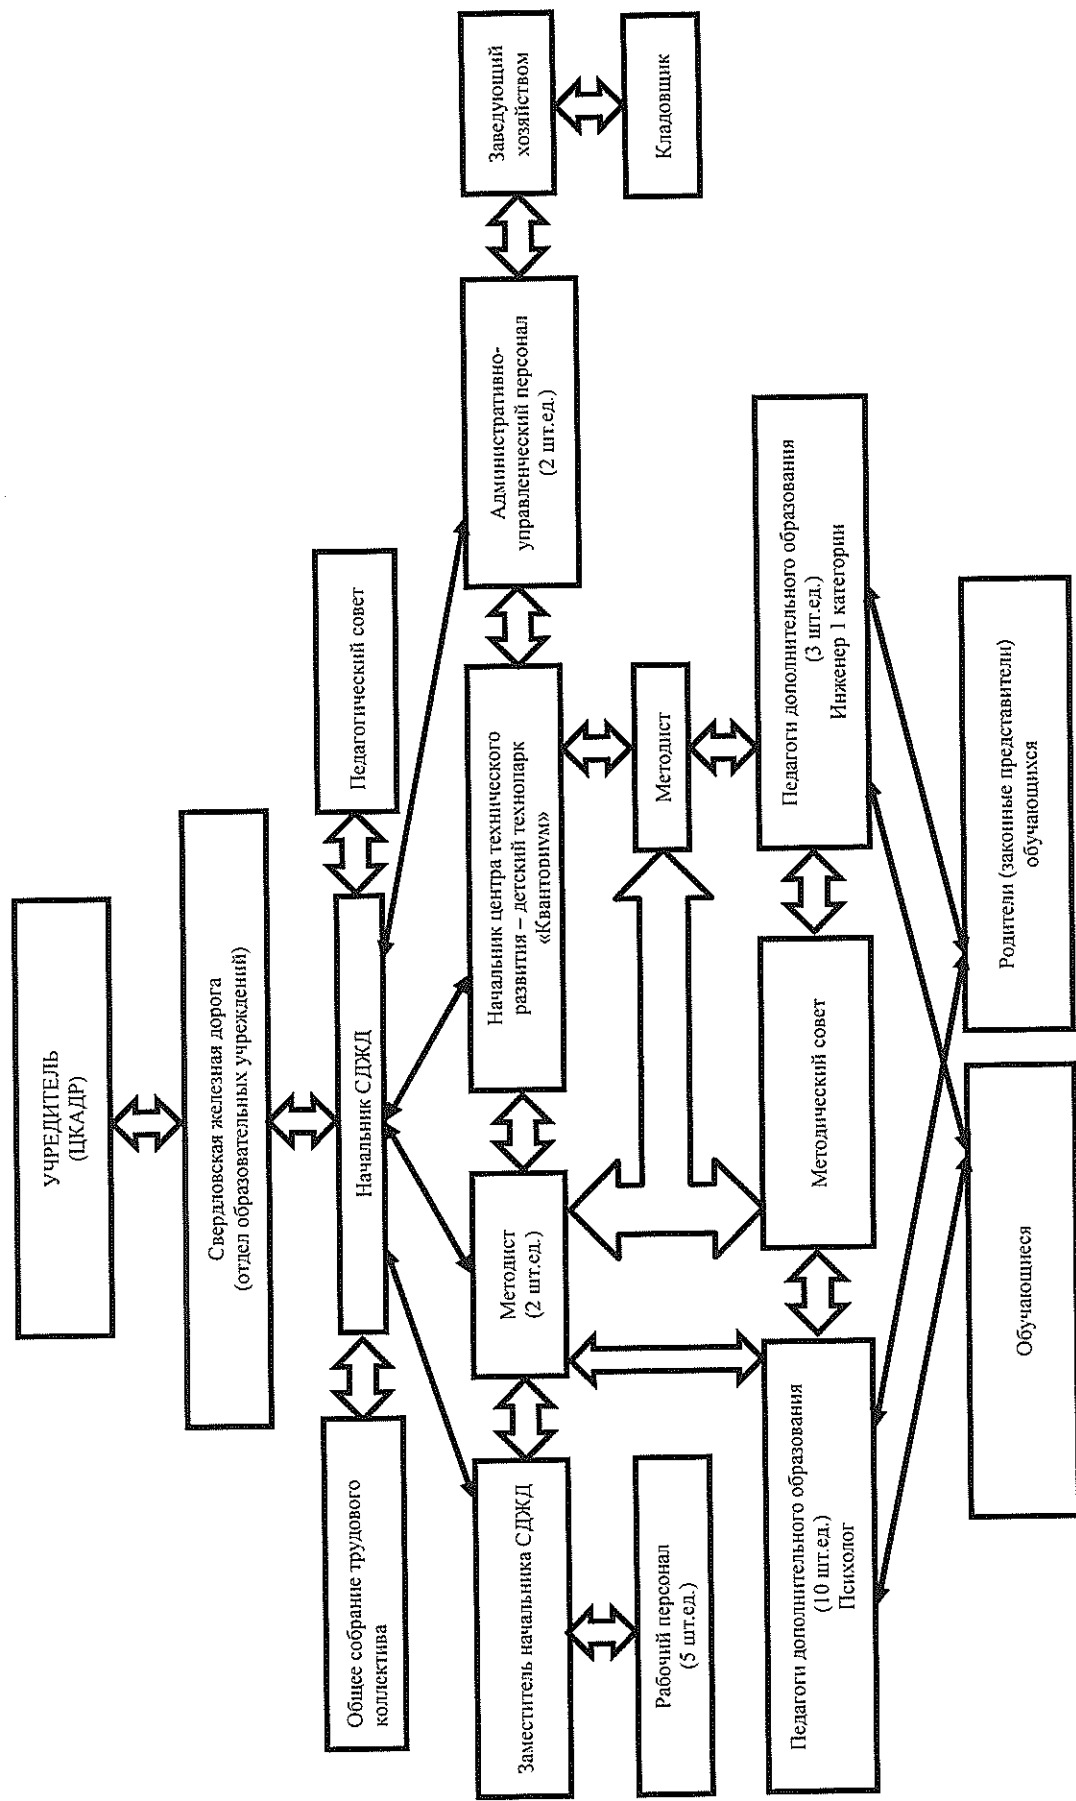 УЧРЕДИТЕЛЬ
(ЦКАДР)
Свердловская железная дорога
(отдел образовательных учреждений)
Общее собрание трудового
коллектива
Начальник СДЖД
Педагогический совет
Заместитель начальника СДЖД
Методист
(2 шт.ед.)
Начальник центра технического
развития – детский технопарк
«Кванториум»
Административно-
управленческий персонал
(2 шт.ед.)
Заведующий
хозяйством
Рабочий персонал
(5 шт.ед.)
Методист
Кладовщик
Педагоги дополнительного образования
(10 шт.ед.)
Психолог
Методический совет
Педагоги дополнительного образования
(3 шт.ед.)
Инженер 1 категории
Обучающиеся
Родители (законные представители)
обучающихся